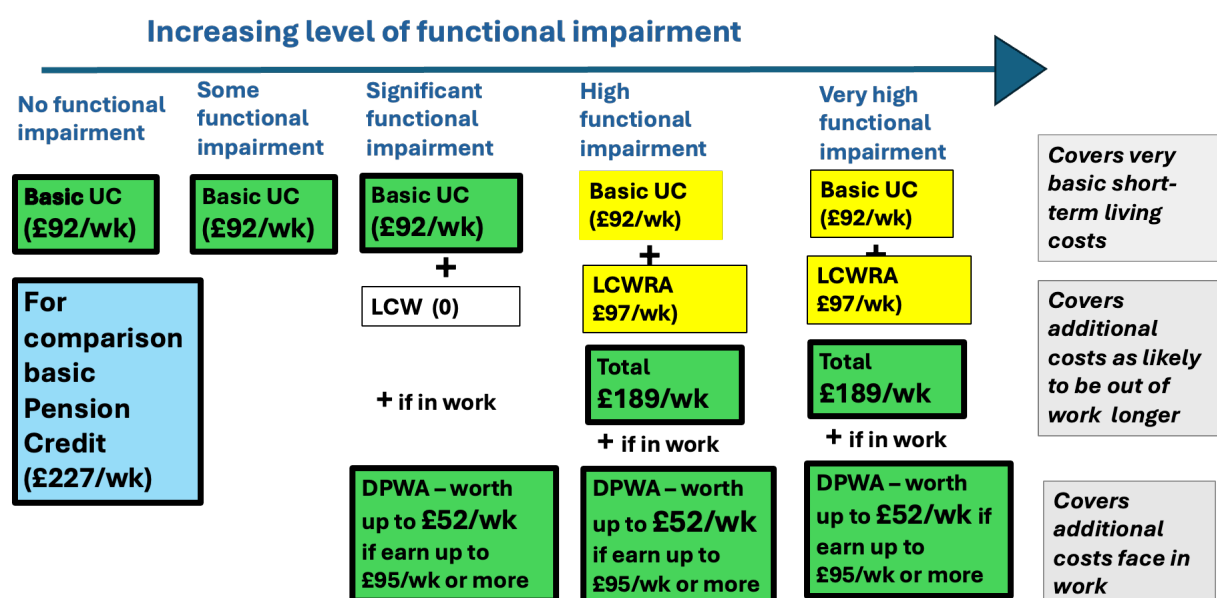 Increasing level of functional impairment
No functional
impairment
Some
functional
impairment
Significant
functional
impairment
High
functional
impairment
Very high
functional
impairment
Basic UC
(£92/wk)
Basic UC
(£92/wk)
Basic UC
(£92/wk)
Basic UC
(£92/wk)
Basic UC
(£92/wk)
Covers very
basic short-
term living
costs
+
+
+
For
comparison
basic
Pension
Credit
(£227/wk)
LCW (0)
LCWRA
£97/wk)
LCWRA
£97/wk)
Covers
additional
costs as likely
to be out of
work longer
Total
£189/wk
Total
£189/wk
+ if in work
+ if in work
+ if in work
DPWA – worth
up to £52/wk
if earn up to
£95/wk or more
DPWA – worth
up to £52/wk
if earn up to
£95/wk or more
DPWA – worth
up to £52/wk if
earn up to
£95/wk or more
Covers
additional
costs face in
work